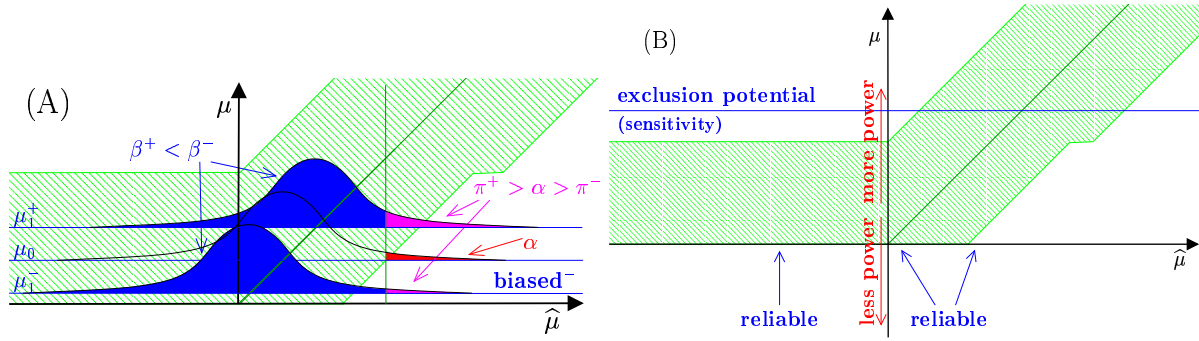 (A)
μ
β⁺ < β⁻
π⁺ > α > π⁻
μ₁⁺
μ₀
α
μ₁⁻
biased⁻
μ̂
(B)
μ
exclusion potential
(sensitivity)
less power more power
μ̂
reliable
reliable